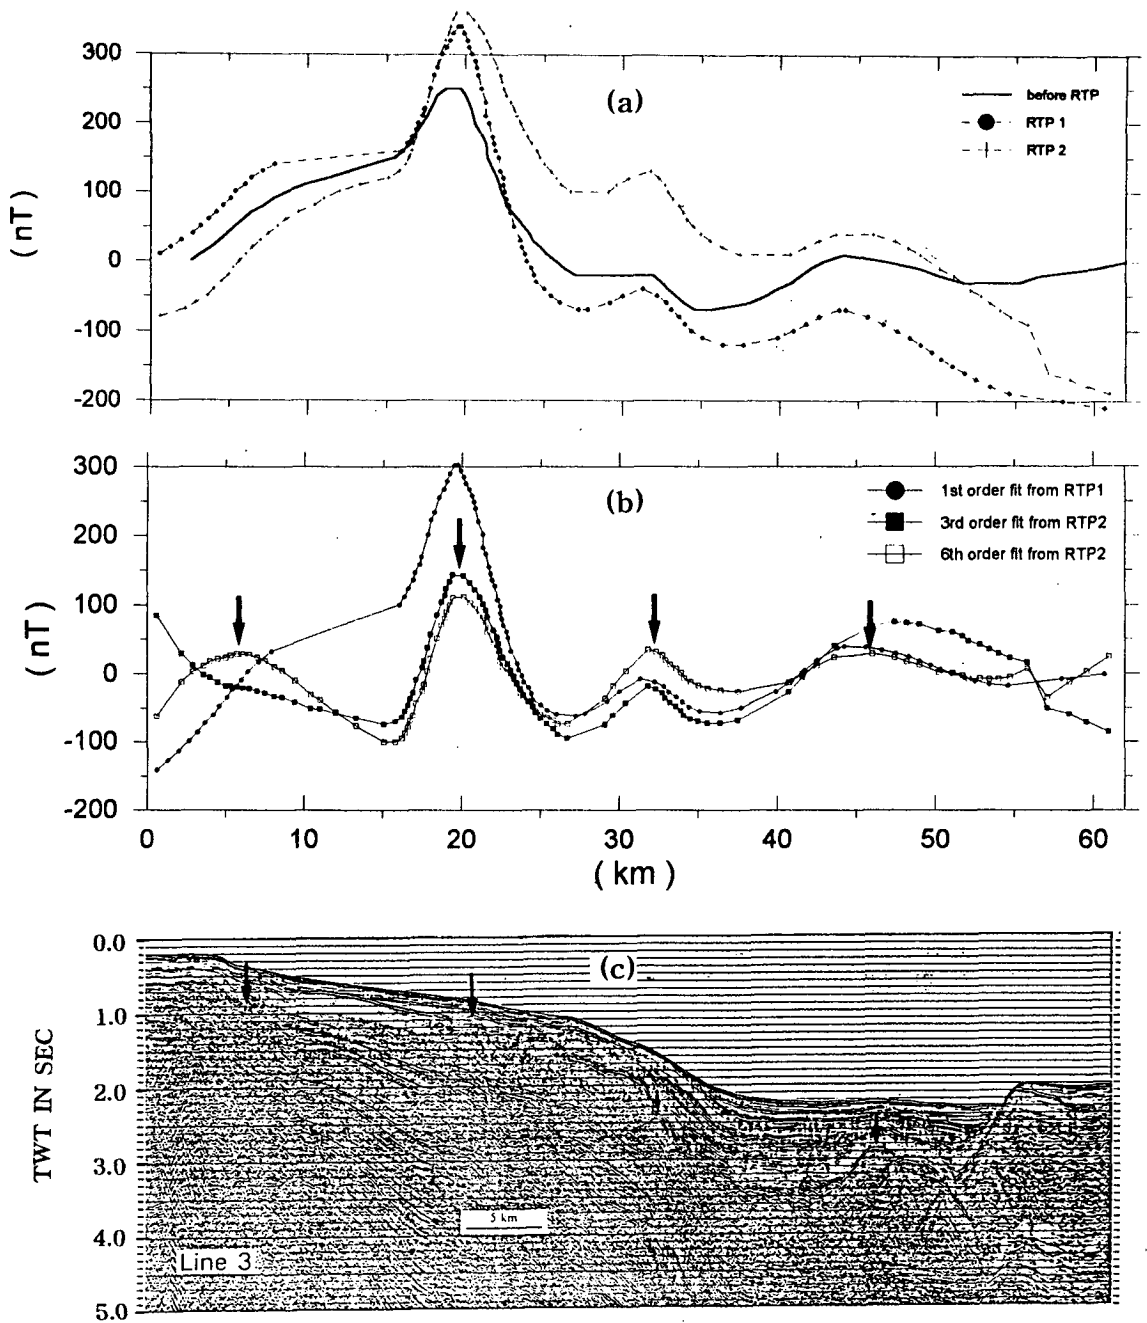 300
200
100
0
-100
-200
( nT )
(a)
before RTP
RTP 1
RTP 2
300
200
100
0
-100
-200
( nT )
(b)
1st order fit from RTP1
3rd order fit from RTP2
6th order fit from RTP2
0 10 20 30 40 50 60
( km )
0.0
1.0
2.0
3.0
4.0
5.0
TWT IN SEC
(c)
5 km
Line 3